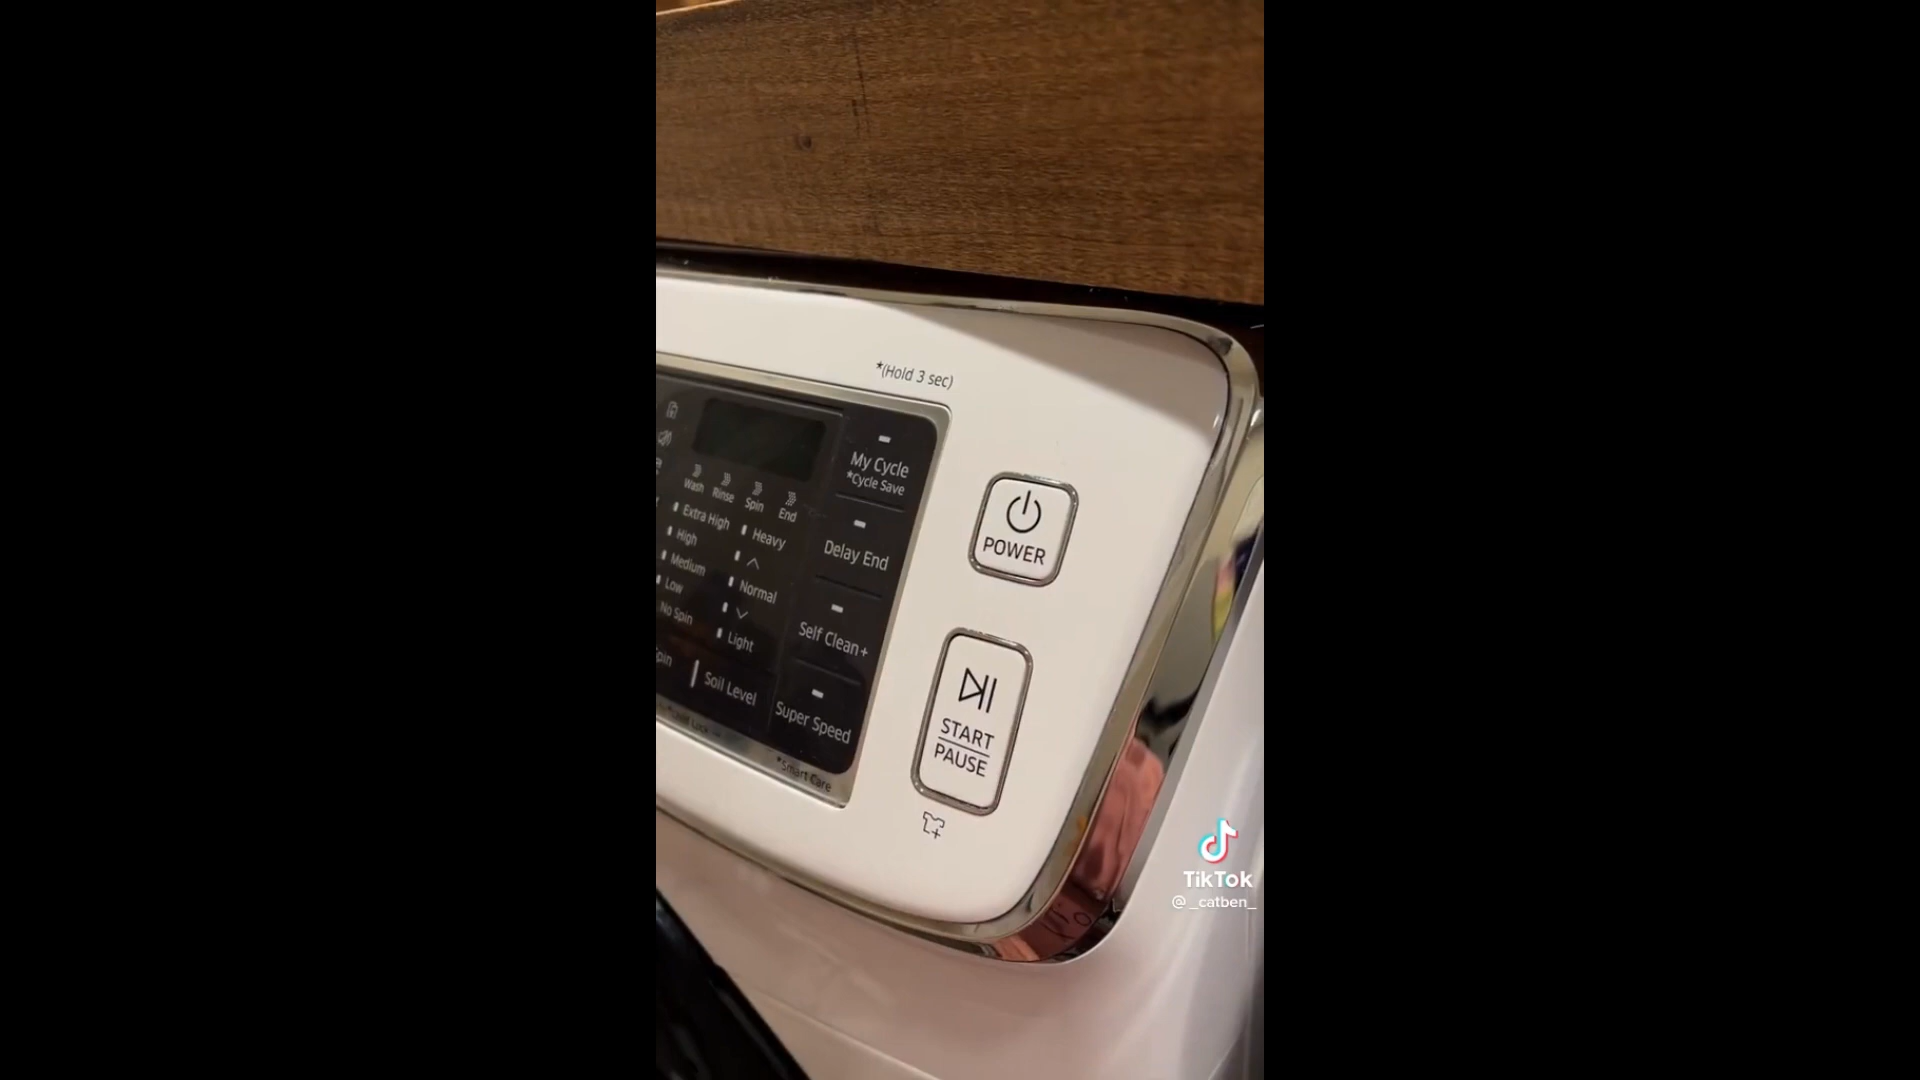 *(Hold 3 sec)
My Cycle
*Cycle Save
Delay End
Self Clean+
Super Speed
Wash Rinse Spin End
Extra High
High
Medium
Low
No Spin
Heavy
Normal
Light
Soil Level
*Smart Care
POWER
START
PAUSE
TikTok
@_catben_